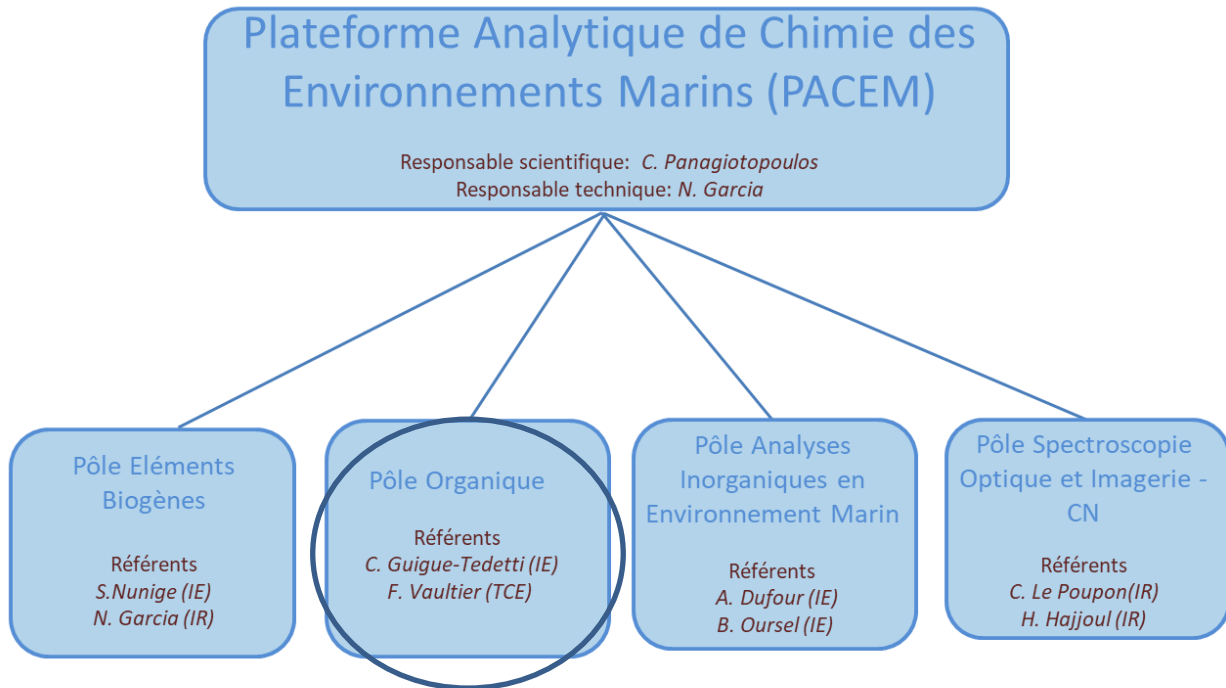 Plateforme Analytique de Chimie des
Environnements Marins (PACEM)
Responsable scientifique: C. Panagiotopoulos
Responsable technique: N. Garcia
Pôle Eléments
Biogènes
Référents
S.Nunige (IE)
N. Garcia (IR)
Pôle Organique
Référents
C. Guigue-Tedetti (IE)
F. Vaultier (TCE)
Pôle Analyses
Inorganiques en
Environnement Marin
Référents
A. Dufour (IE)
B. Oursel (IE)
Pôle Spectroscopie
Optique et Imagerie -
CN
Référents
C. Le Poupon(IR)
H. Hajjoul (IR)